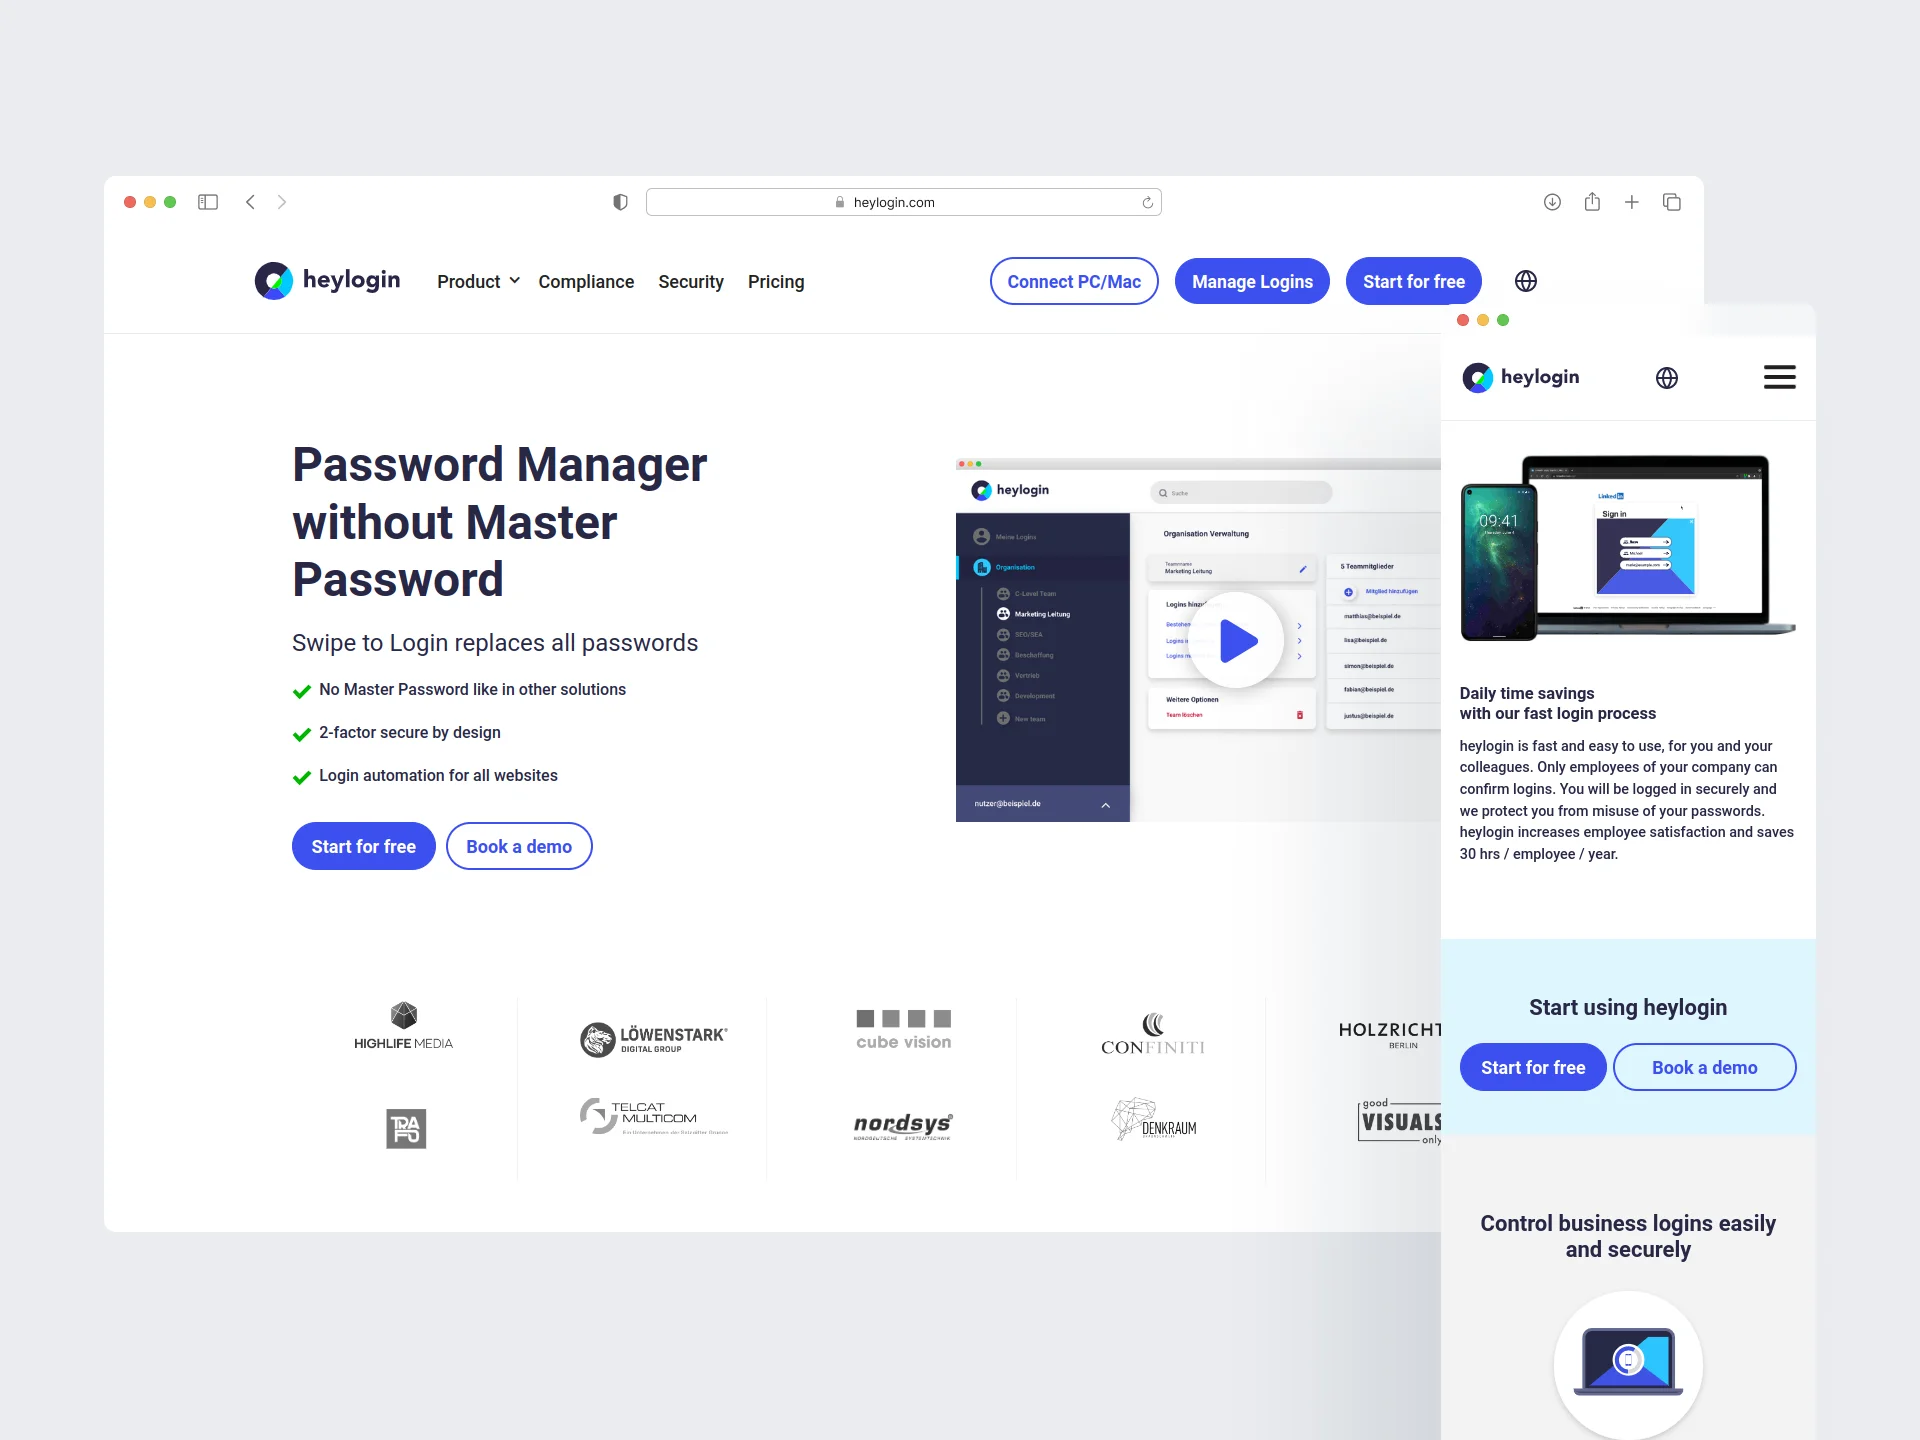 heylogin.com
heylogin
Product
Compliance
Security
Pricing
Connect PC/Mac
Manage Logins
Start for free
Password Manager
without Master
Password
Swipe to Login replaces all passwords
No Master Password like in other solutions
2-factor secure by design
Login automation for all websites
Start for free
Book a demo
heylogin
Suche
Meine Logins
Organisation
C-Level Team
Marketing Leitung
SEO/SEA
Beschaffung
Vertrieb
Development
New team
nutzer@beispiel.de
Organisation Verwaltung
Teamname
Marketing Leitung
Logins hinzu
Bestehen
Logins
Logins
Weitere Optionen
Team löschen
5 Teammitglieder
Mitglied hinzufügen
matthias@beispiel.de
lisa@beispiel.de
simon@beispiel.de
fabian@beispiel.de
justus@beispiel.de
HIGHLIFE MEDIA
LÖWENSTARK
DIGITAL GROUP
cube vision
CONFINITI
HOLZRICHT
BERLIN
TRAFO
TELCAT
MULTICOM
nordsys
NORDDEUTSCHE SYSTEMTECHNIK
DENKRAUM
good
VISUALS
only
heylogin
09:41
LinkedIn
Sign in
Daily time savings
with our fast login process
heylogin is fast and easy to use, for you and your
colleagues. Only employees of your company can
confirm logins. You will be logged in securely and
we protect you from misuse of your passwords.
heylogin increases employee satisfaction and saves
30 hrs / employee / year.
Start using heylogin
Start for free
Book a demo
Control business logins easily
and securely